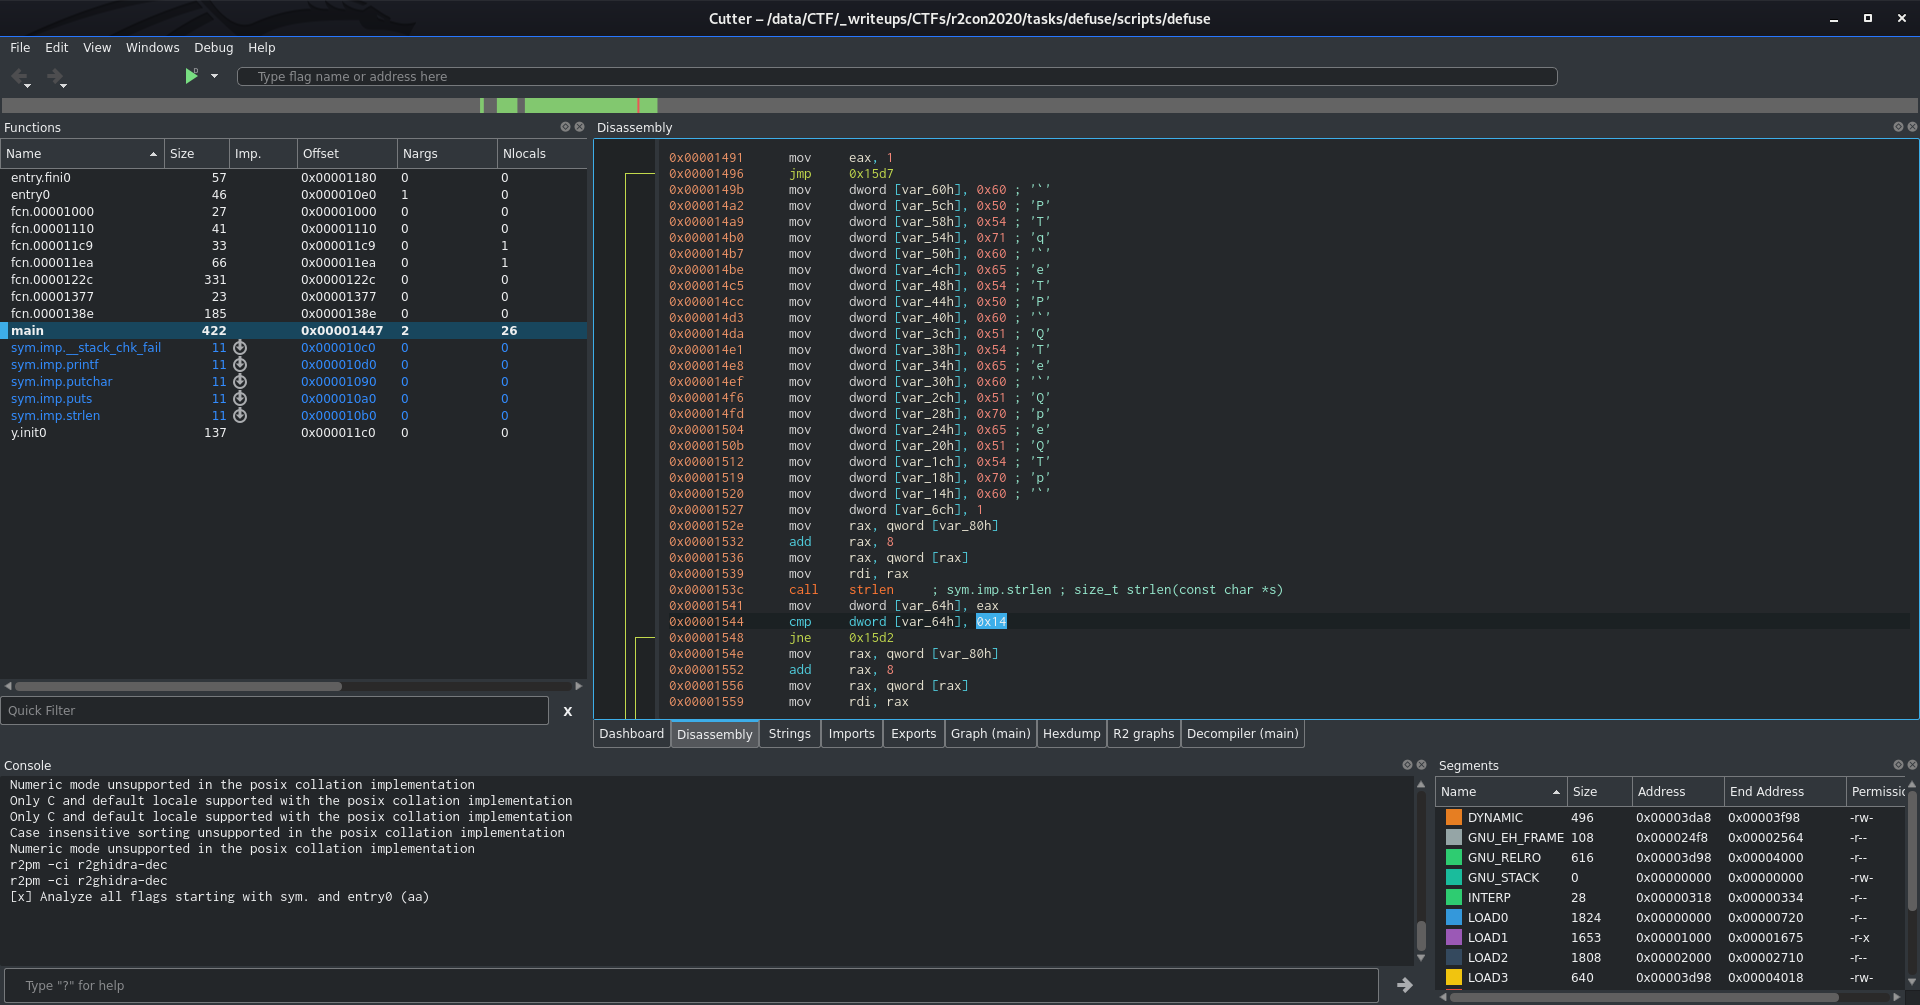 Cutter – /data/CTF/_writeups/CTFs/r2con2020/tasks/defuse/scripts/defuse
File Edit View Windows Debug Help
Type flag name or address here
Functions
Name Size Imp. Offset Nargs Nlocals
entry.fini0 57 0x00001180 0 0
entry0 46 0x000010e0 1 0
fcn.00001000 27 0x00001000 0 0
fcn.00001110 41 0x00001110 0 0
fcn.000011c9 33 0x000011c9 0 1
fcn.000011ea 66 0x000011ea 0 1
fcn.0000122c 331 0x0000122c 0 0
fcn.00001377 23 0x00001377 0 0
fcn.0000138e 185 0x0000138e 0 0
main 422 0x00001447 2 26
sym.imp.__stack_chk_fail 11 0x000010c0 0 0
sym.imp.printf 11 0x000010d0 0 0
sym.imp.putchar 11 0x00001090 0 0
sym.imp.puts 11 0x000010a0 0 0
sym.imp.strlen 11 0x000010b0 0 0
y.init0 137 0x000011c0 0 0
Quick Filter X
Disassembly
0x00001491 mov eax, 1
0x00001496 jmp 0x15d7
0x0000149b mov dword [var_60h], 0x60 ; '`'
0x000014a2 mov dword [var_5ch], 0x50 ; 'P'
0x000014a9 mov dword [var_58h], 0x54 ; 'T'
0x000014b0 mov dword [var_54h], 0x71 ; 'q'
0x000014b7 mov dword [var_50h], 0x60 ; '`'
0x000014be mov dword [var_4ch], 0x65 ; 'e'
0x000014c5 mov dword [var_48h], 0x54 ; 'T'
0x000014cc mov dword [var_44h], 0x50 ; 'P'
0x000014d3 mov dword [var_40h], 0x60 ; '`'
0x000014da mov dword [var_3ch], 0x51 ; 'Q'
0x000014e1 mov dword [var_38h], 0x54 ; 'T'
0x000014e8 mov dword [var_34h], 0x65 ; 'e'
0x000014ef mov dword [var_30h], 0x60 ; '`'
0x000014f6 mov dword [var_2ch], 0x51 ; 'Q'
0x000014fd mov dword [var_28h], 0x70 ; 'p'
0x00001504 mov dword [var_24h], 0x65 ; 'e'
0x0000150b mov dword [var_20h], 0x51 ; 'Q'
0x00001512 mov dword [var_1ch], 0x54 ; 'T'
0x00001519 mov dword [var_18h], 0x70 ; 'p'
0x00001520 mov dword [var_14h], 0x60 ; '`'
0x00001527 mov dword [var_6ch], 1
0x0000152e mov rax, qword [var_80h]
0x00001532 add rax, 8
0x00001536 mov rax, qword [rax]
0x00001539 mov rdi, rax
0x0000153c call strlen ; sym.imp.strlen ; size_t strlen(const char *s)
0x00001541 mov dword [var_64h], eax
0x00001544 cmp dword [var_64h], 0x14
0x00001548 jne 0x15d2
0x0000154e mov rax, qword [var_80h]
0x00001552 add rax, 8
0x00001556 mov rax, qword [rax]
0x00001559 mov rdi, rax
Dashboard Disassembly Strings Imports Exports Graph (main) Hexdump R2 graphs Decompiler (main)
Console
Numeric mode unsupported in the posix collation implementation
Only C and default locale supported with the posix collation implementation
Only C and default locale supported with the posix collation implementation
Case insensitive sorting unsupported in the posix collation implementation
Numeric mode unsupported in the posix collation implementation
r2pm -ci r2ghidra-dec
r2pm -ci r2ghidra-dec
[x] Analyze all flags starting with sym. and entry0 (aa)
Type "?" for help
Segments
Name Size Address End Address Permissic
DYNAMIC 496 0x00003da8 0x00003f98 -rw-
GNU_EH_FRAME 108 0x000024f8 0x00002564 -r--
GNU_RELRO 616 0x00003d98 0x00004000 -r--
GNU_STACK 0 0x00000000 0x00000000 -rw-
INTERP 28 0x00000318 0x00000334 -r--
LOAD0 1824 0x00000000 0x00000720 -r--
LOAD1 1653 0x00001000 0x00001675 -r-x
LOAD2 1808 0x00002000 0x00002710 -r--
LOAD3 640 0x00003d98 0x00004018 -rw-